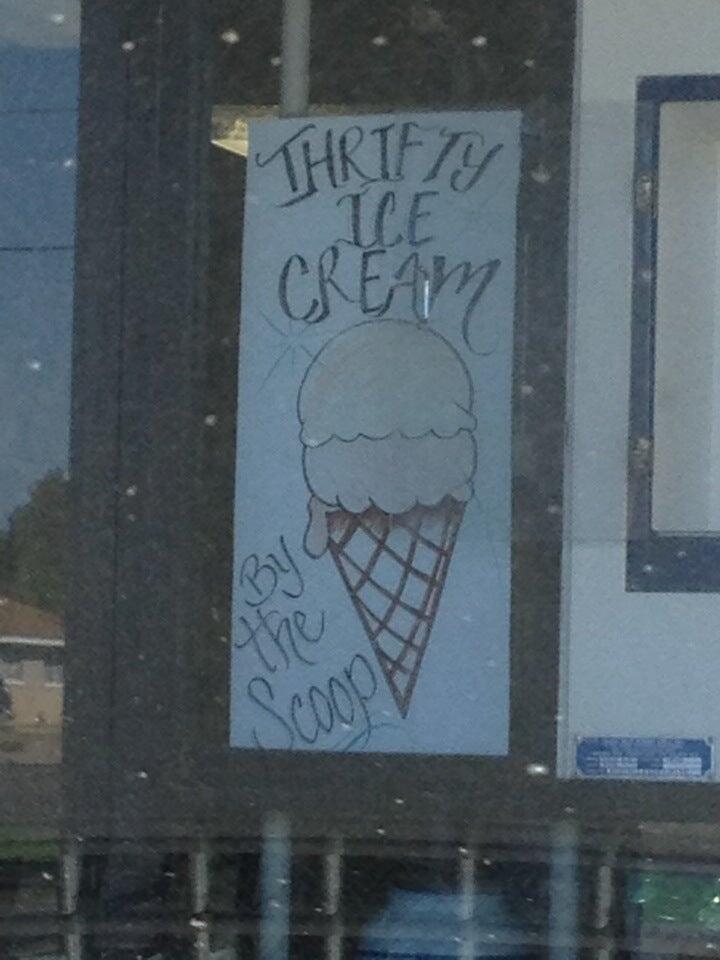 THRIFTY
ICE
CREAM
By
the
Scoop